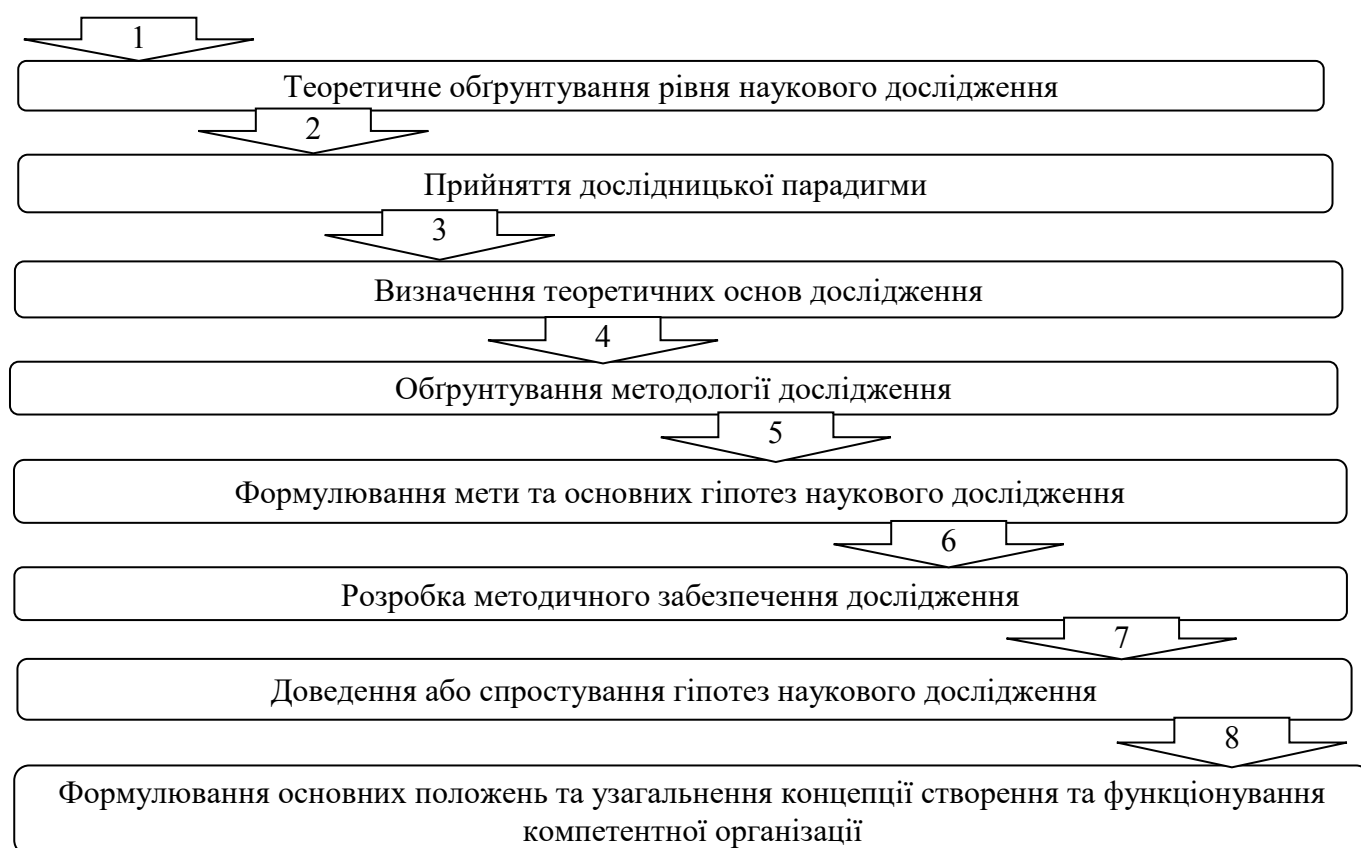 1
Теоретичне обґрунтування рівня наукового дослідження
2
Прийняття дослідницької парадигми
3
Визначення теоретичних основ дослідження
4
Обґрунтування методології дослідження
5
Формулювання мети та основних гіпотез наукового дослідження
6
Розробка методичного забезпечення дослідження
7
Доведення або спростування гіпотез наукового дослідження
8
Формулювання основних положень та узагальнення концепції створення та функціонування
компетентної організації